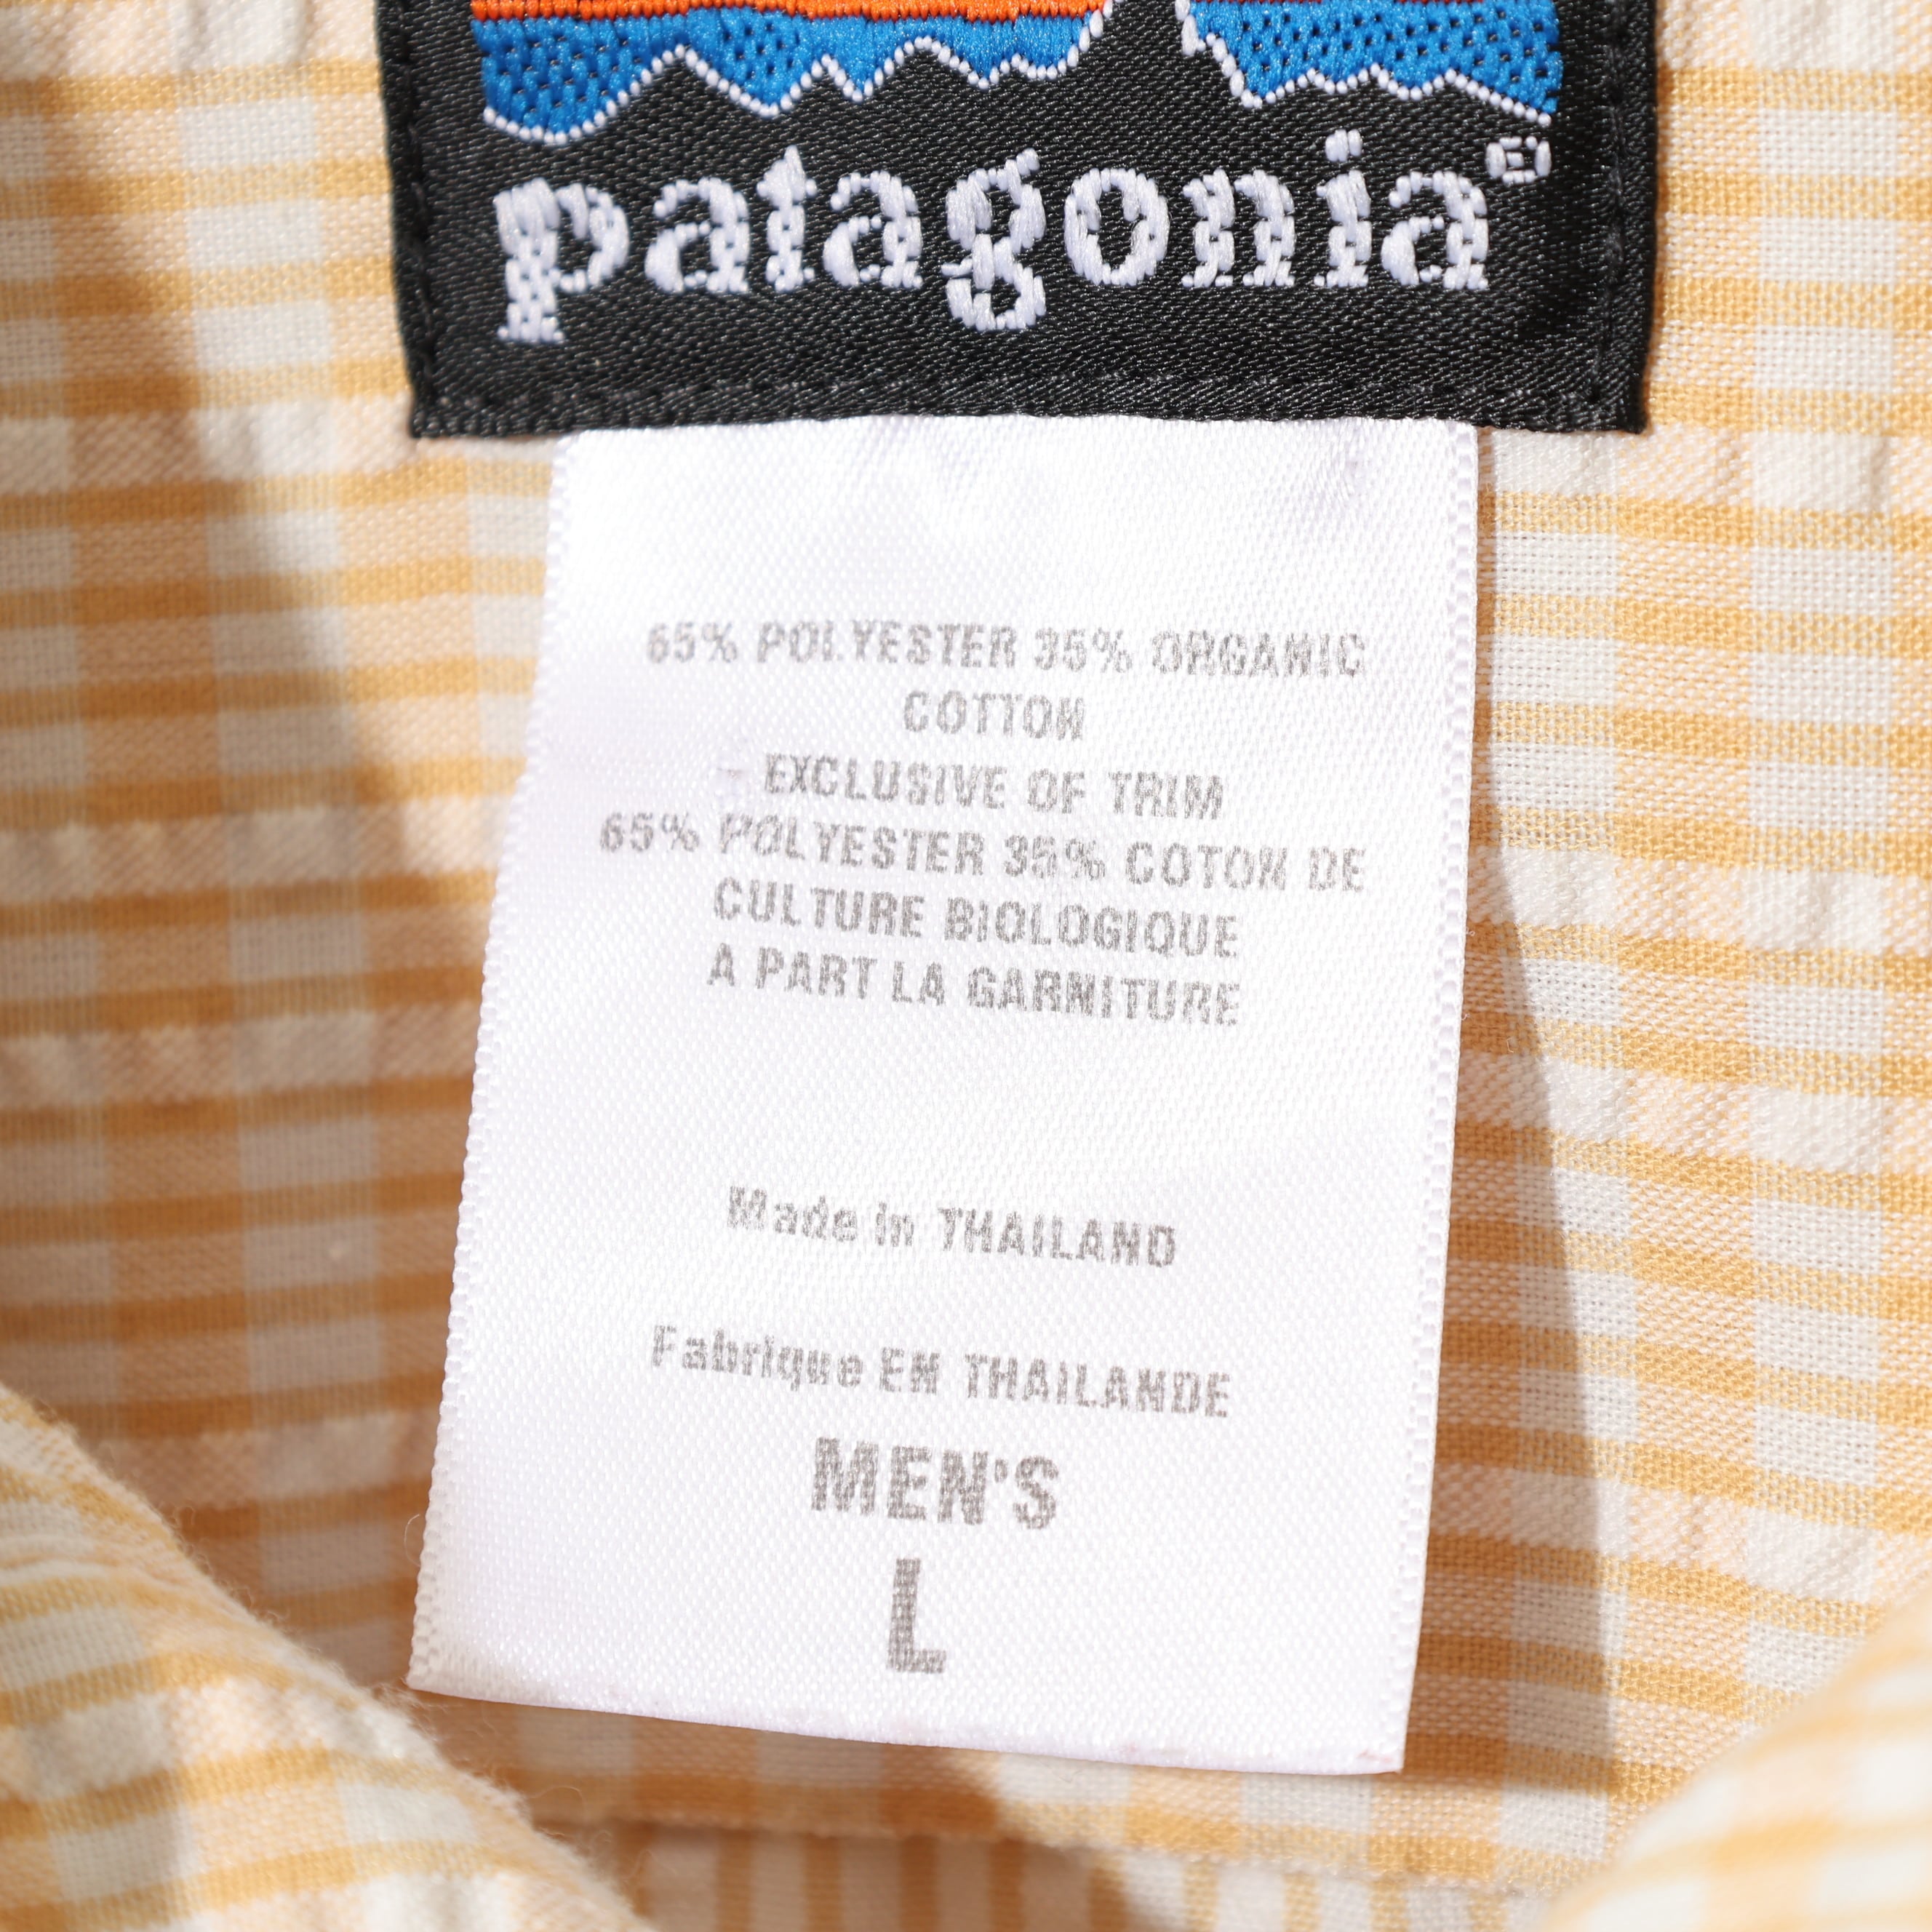 patagonia®
65% POLYESTER 35% ORGANIC
COTTON
EXCLUSIVE OF TRIM
65% POLYESTER 35% COTON DE
CULTURE BIOLOGIQUE
A PART LA GARNITURE
Made in THAILAND
Fabrique EN THAILANDE
MEN'S
L